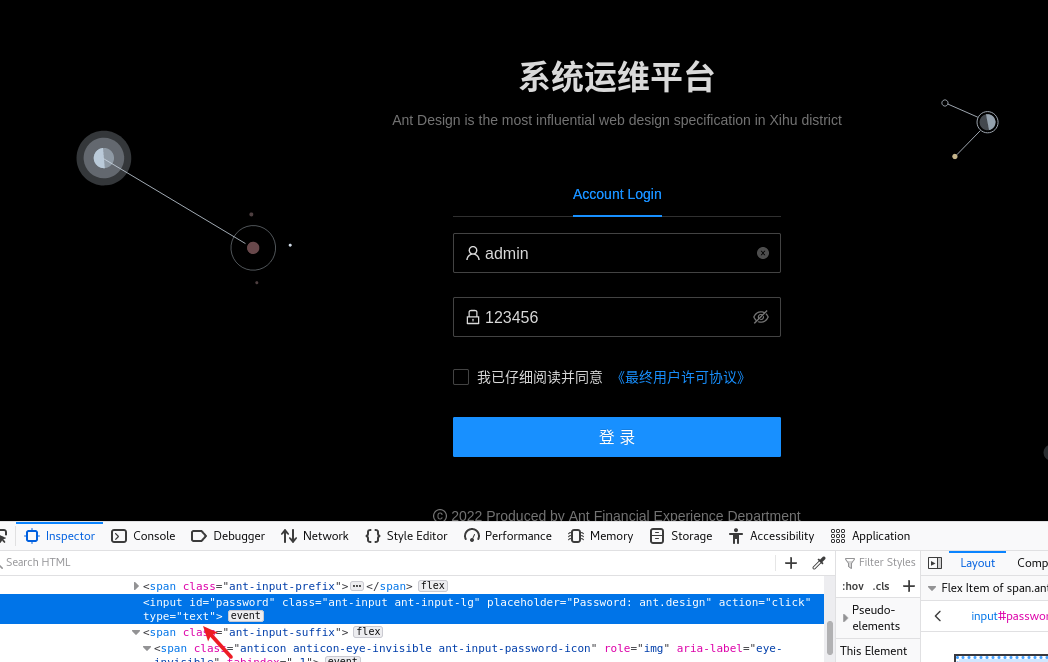 系统运维平台
Ant Design is the most influential web design specification in Xihu district
Account Login
admin
123456
我已仔细阅读并同意 《最终用户许可协议》
登 录
© 2022 Produced by Ant Financial Experience Department
Inspector Console Debugger Network Style Editor Performance Memory Storage Accessibility Application
Search HTML
Filter Styles
Layout
:hov .cls
<span class="ant-input-prefix"></span> flex
<input id="password" class="ant-input ant-input-lg" placeholder="Password: ant.design" action="click"
type="text"> event
<span class="ant-input-suffix"> flex
<span class="anticon anticon-eye-invisible ant-input-password-icon" role="img" aria-label="eye-
invisible"
event
Pseudo-
elements
This Element
Flex Item of span.an
input#passwo